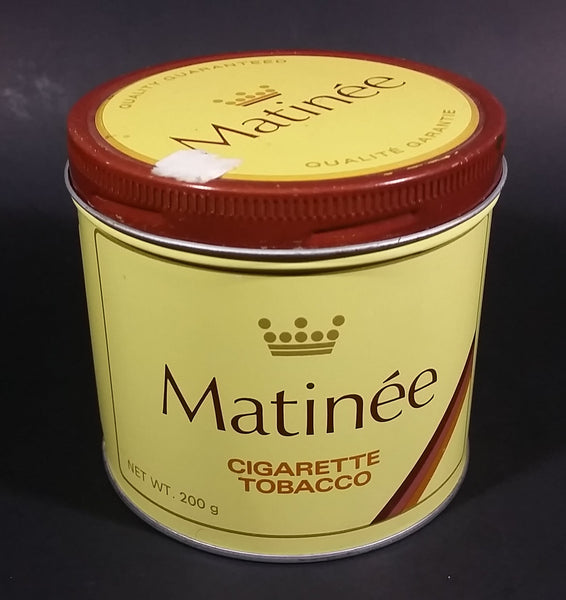 QUALITY GUARANTEED
Matinée
QUALITÉ GARANTIE
Matinée
CIGARETTE
TOBACCO
NET WT. 200 g